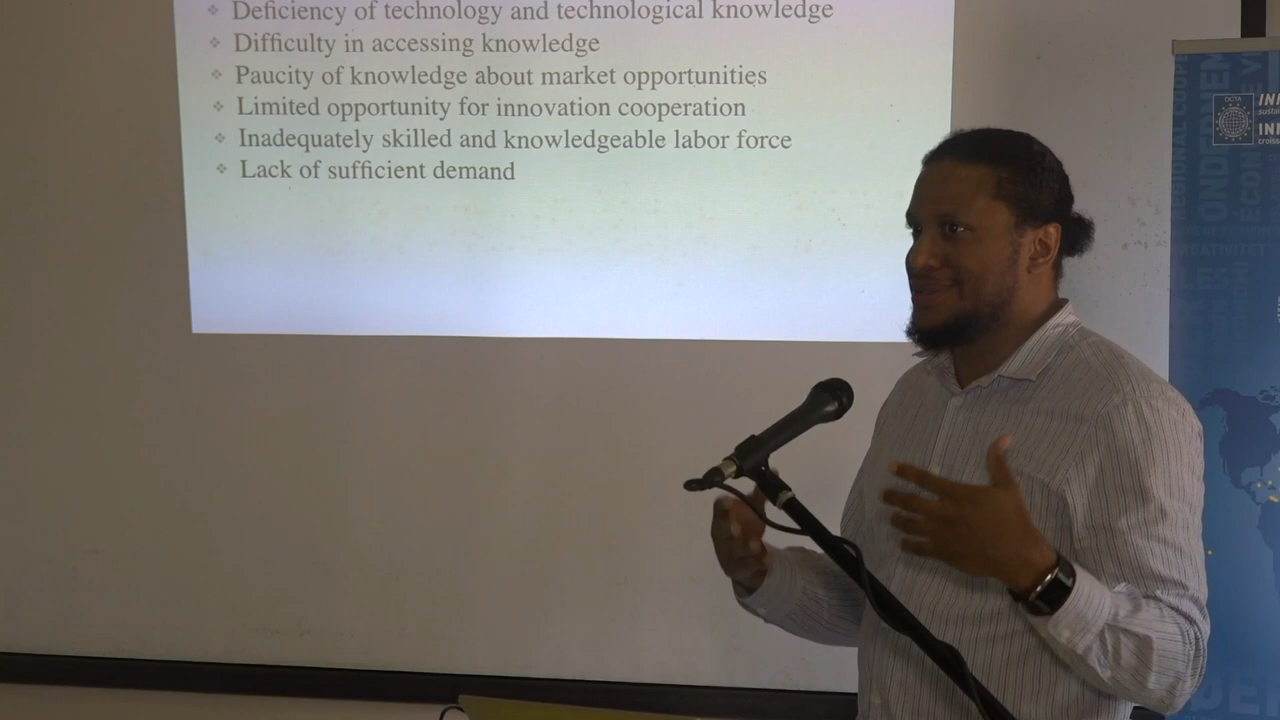 Deficiency of technology and technological knowledge
Difficulty in accessing knowledge
Paucity of knowledge about market opportunities
Limited opportunity for innovation cooperation
Inadequately skilled and knowledgeable labor force
Lack of sufficient demand
OCTA